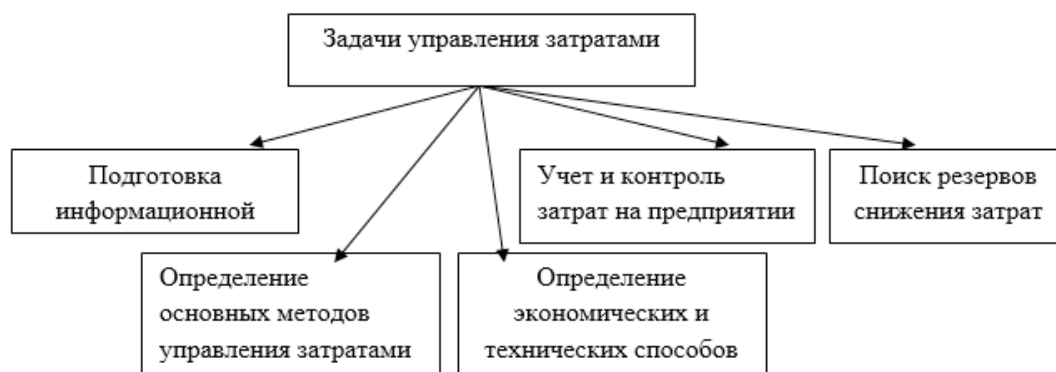 Задачи управления затратами
Подготовка
информационной
Учет и контроль
затрат на предприятии
Поиск резервов
снижения затрат
Определение
основных методов
управления затратами
Определение
экономических и
технических способов